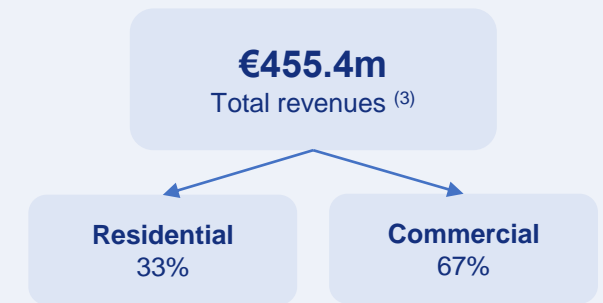 €455.4m
Total revenues (3)
Residential
33%
Commercial
67%